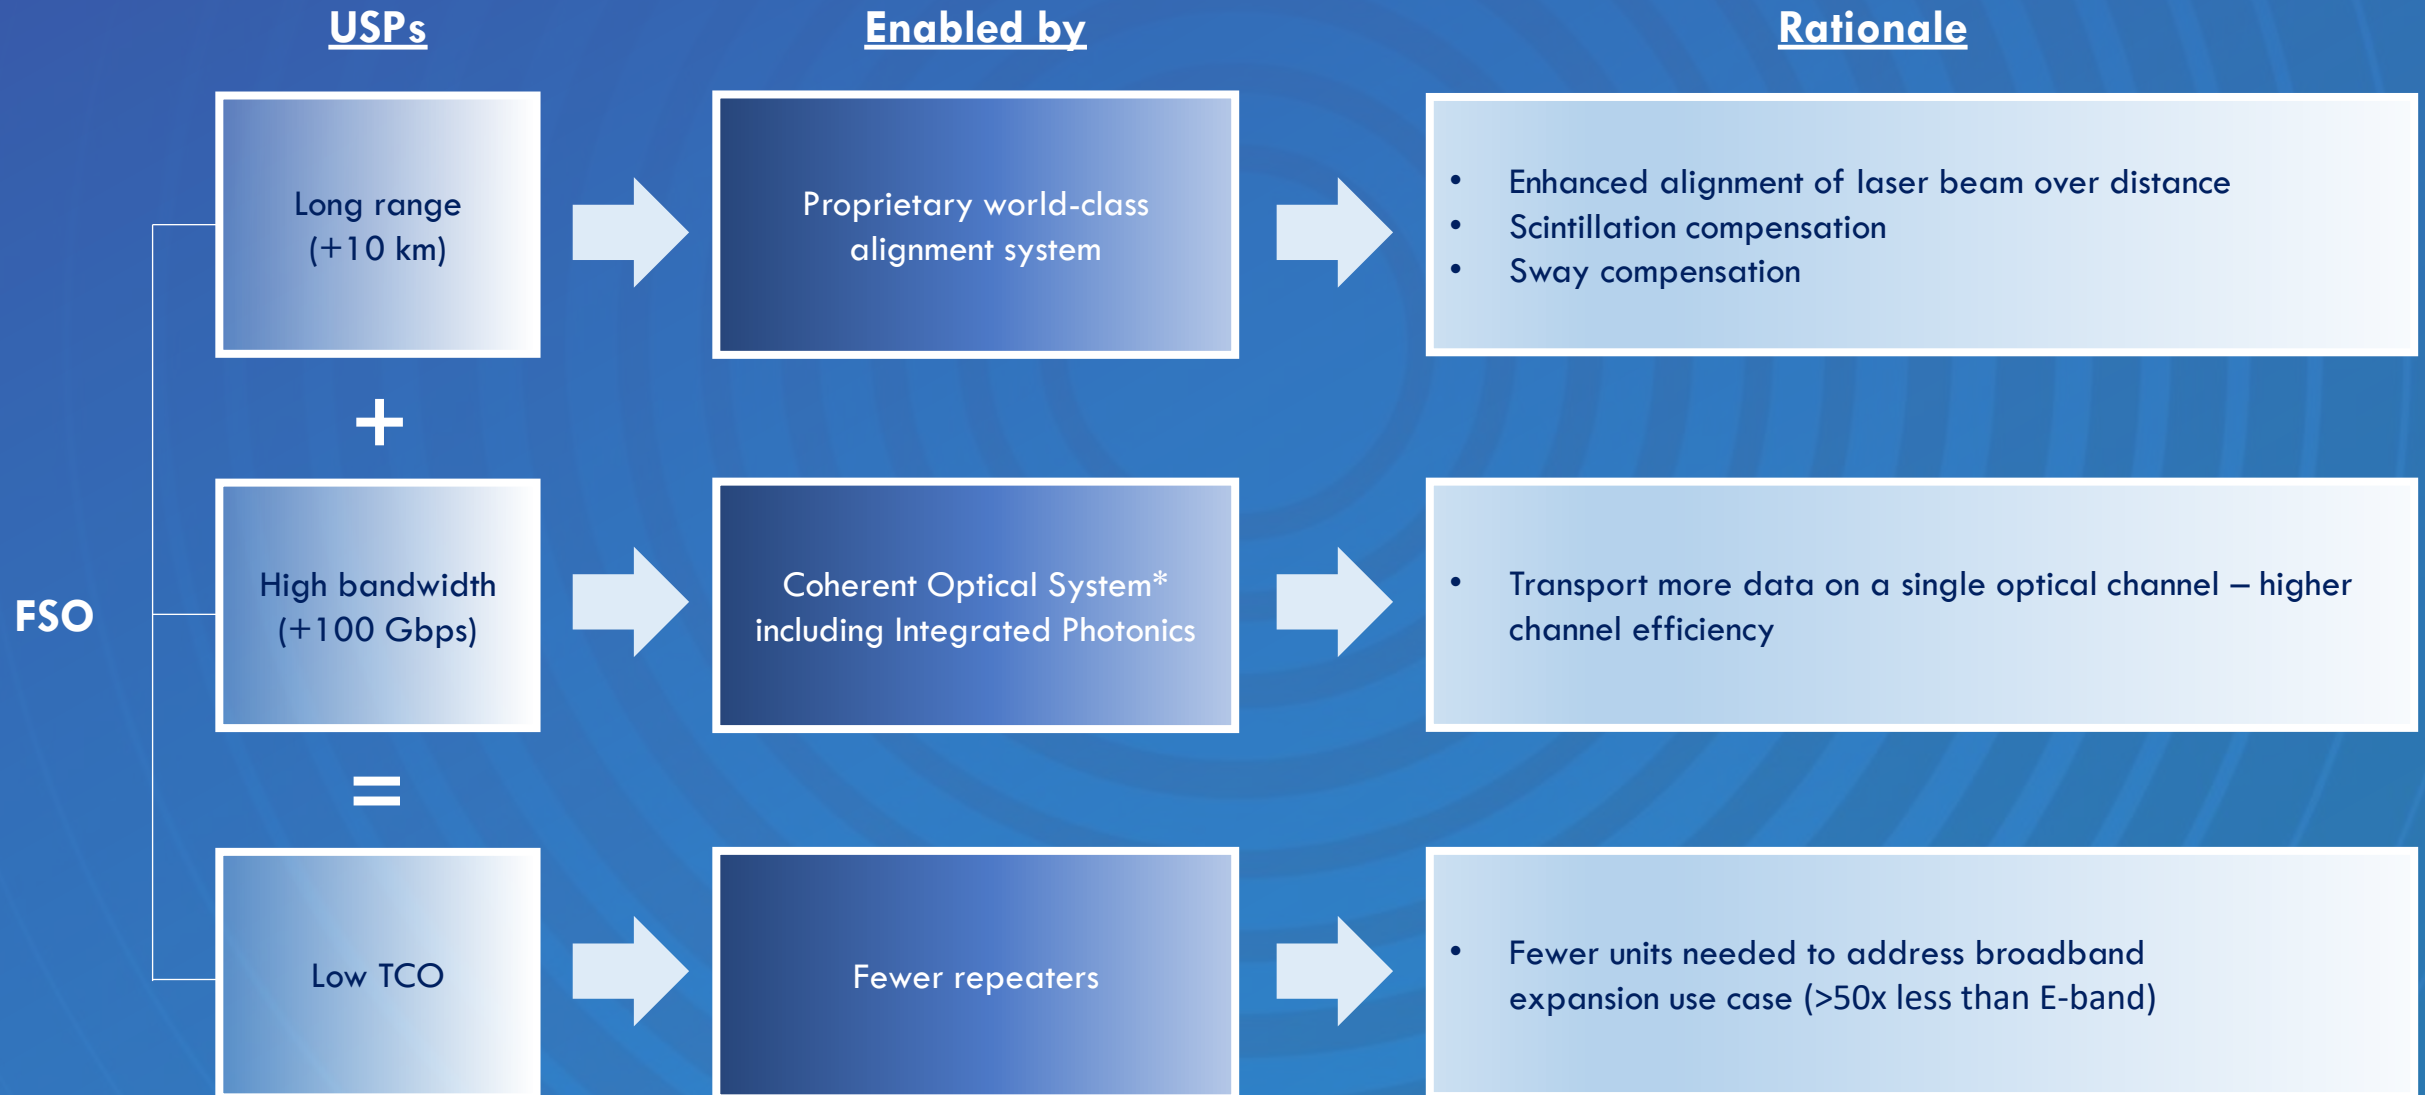 USPs
Enabled by
Rationale
Long range
(+10 km)
Proprietary world-class
alignment system
• Enhanced alignment of laser beam over distance
• Scintillation compensation
• Sway compensation
+
FSO
High bandwidth
(+100 Gbps)
Coherent Optical System*
including Integrated Photonics
• Transport more data on a single optical channel – higher
channel efficiency
=
Low TCO
Fewer repeaters
• Fewer units needed to address broadband
expansion use case (>50x less than E-band)